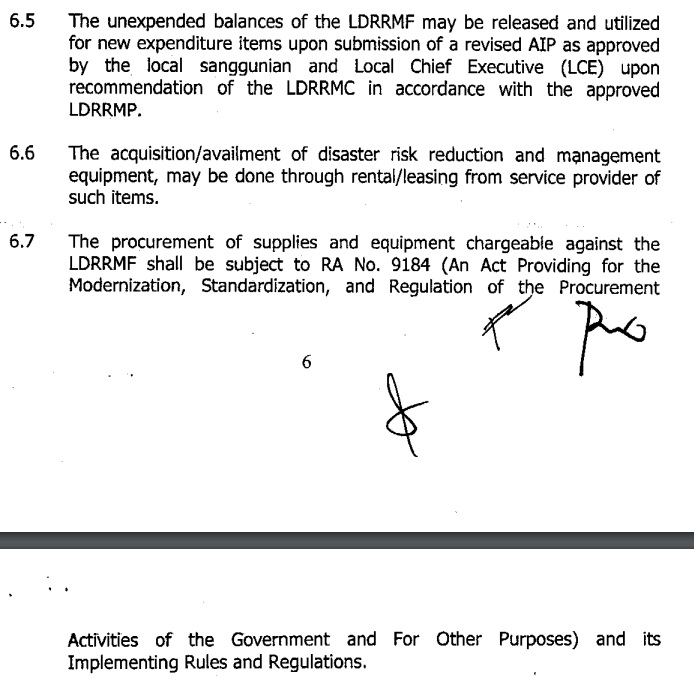 6.5 The unexpended balances of the LDRRMF may be released and utilized
for new expenditure items upon submission of a revised AIP as approved
by the local sanggunian and Local Chief Executive (LCE) upon
recommendation of the LDRRMC in accordance with the approved
LDRRMP.
6.6 The acquisition/availment of disaster risk reduction and management
equipment, may be done through rental/leasing from service provider of
such items.
6.7 The procurement of supplies and equipment chargeable against the
LDRRMF shall be subject to RA No. 9184 (An Act Providing for the
Modernization, Standardization, and Regulation of the Procurement
6
Activities of the Government and For Other Purposes) and its
Implementing Rules and Regulations.